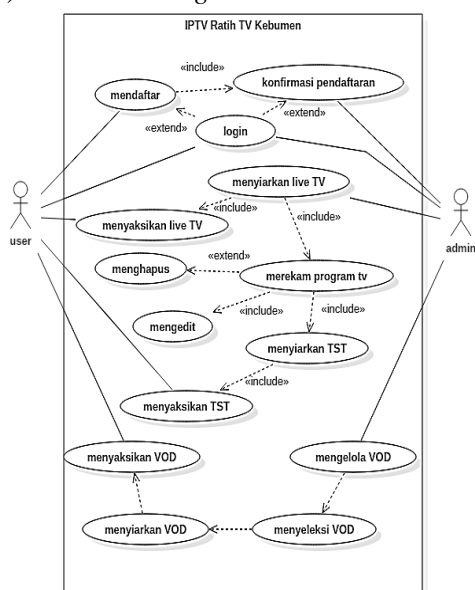 IPTV Ratih TV Kebumen
«include»
konfirmasi pendaftaran
mendaftar
«extend»
«extend»
login
menyiarkan live TV
«include»
«include»
menyaksikan live TV
user
admin
«extend»
menghapus
merekam program tv
«include»
«include»
mengedit
menyiarkan TST
«include»
menyaksikan TST
menyaksikan VOD
mengelola VOD
menyiarkan VOD
menyeleksi VOD